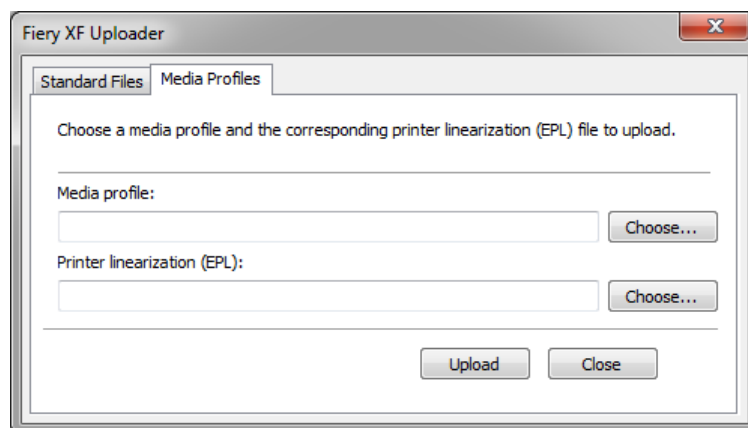 Fiery XF Uploader
Standard Files
Media Profiles
Choose a media profile and the corresponding printer linearization (EPL) file to upload.
Media profile:
Choose...
Printer linearization (EPL):
Choose...
Upload
Close